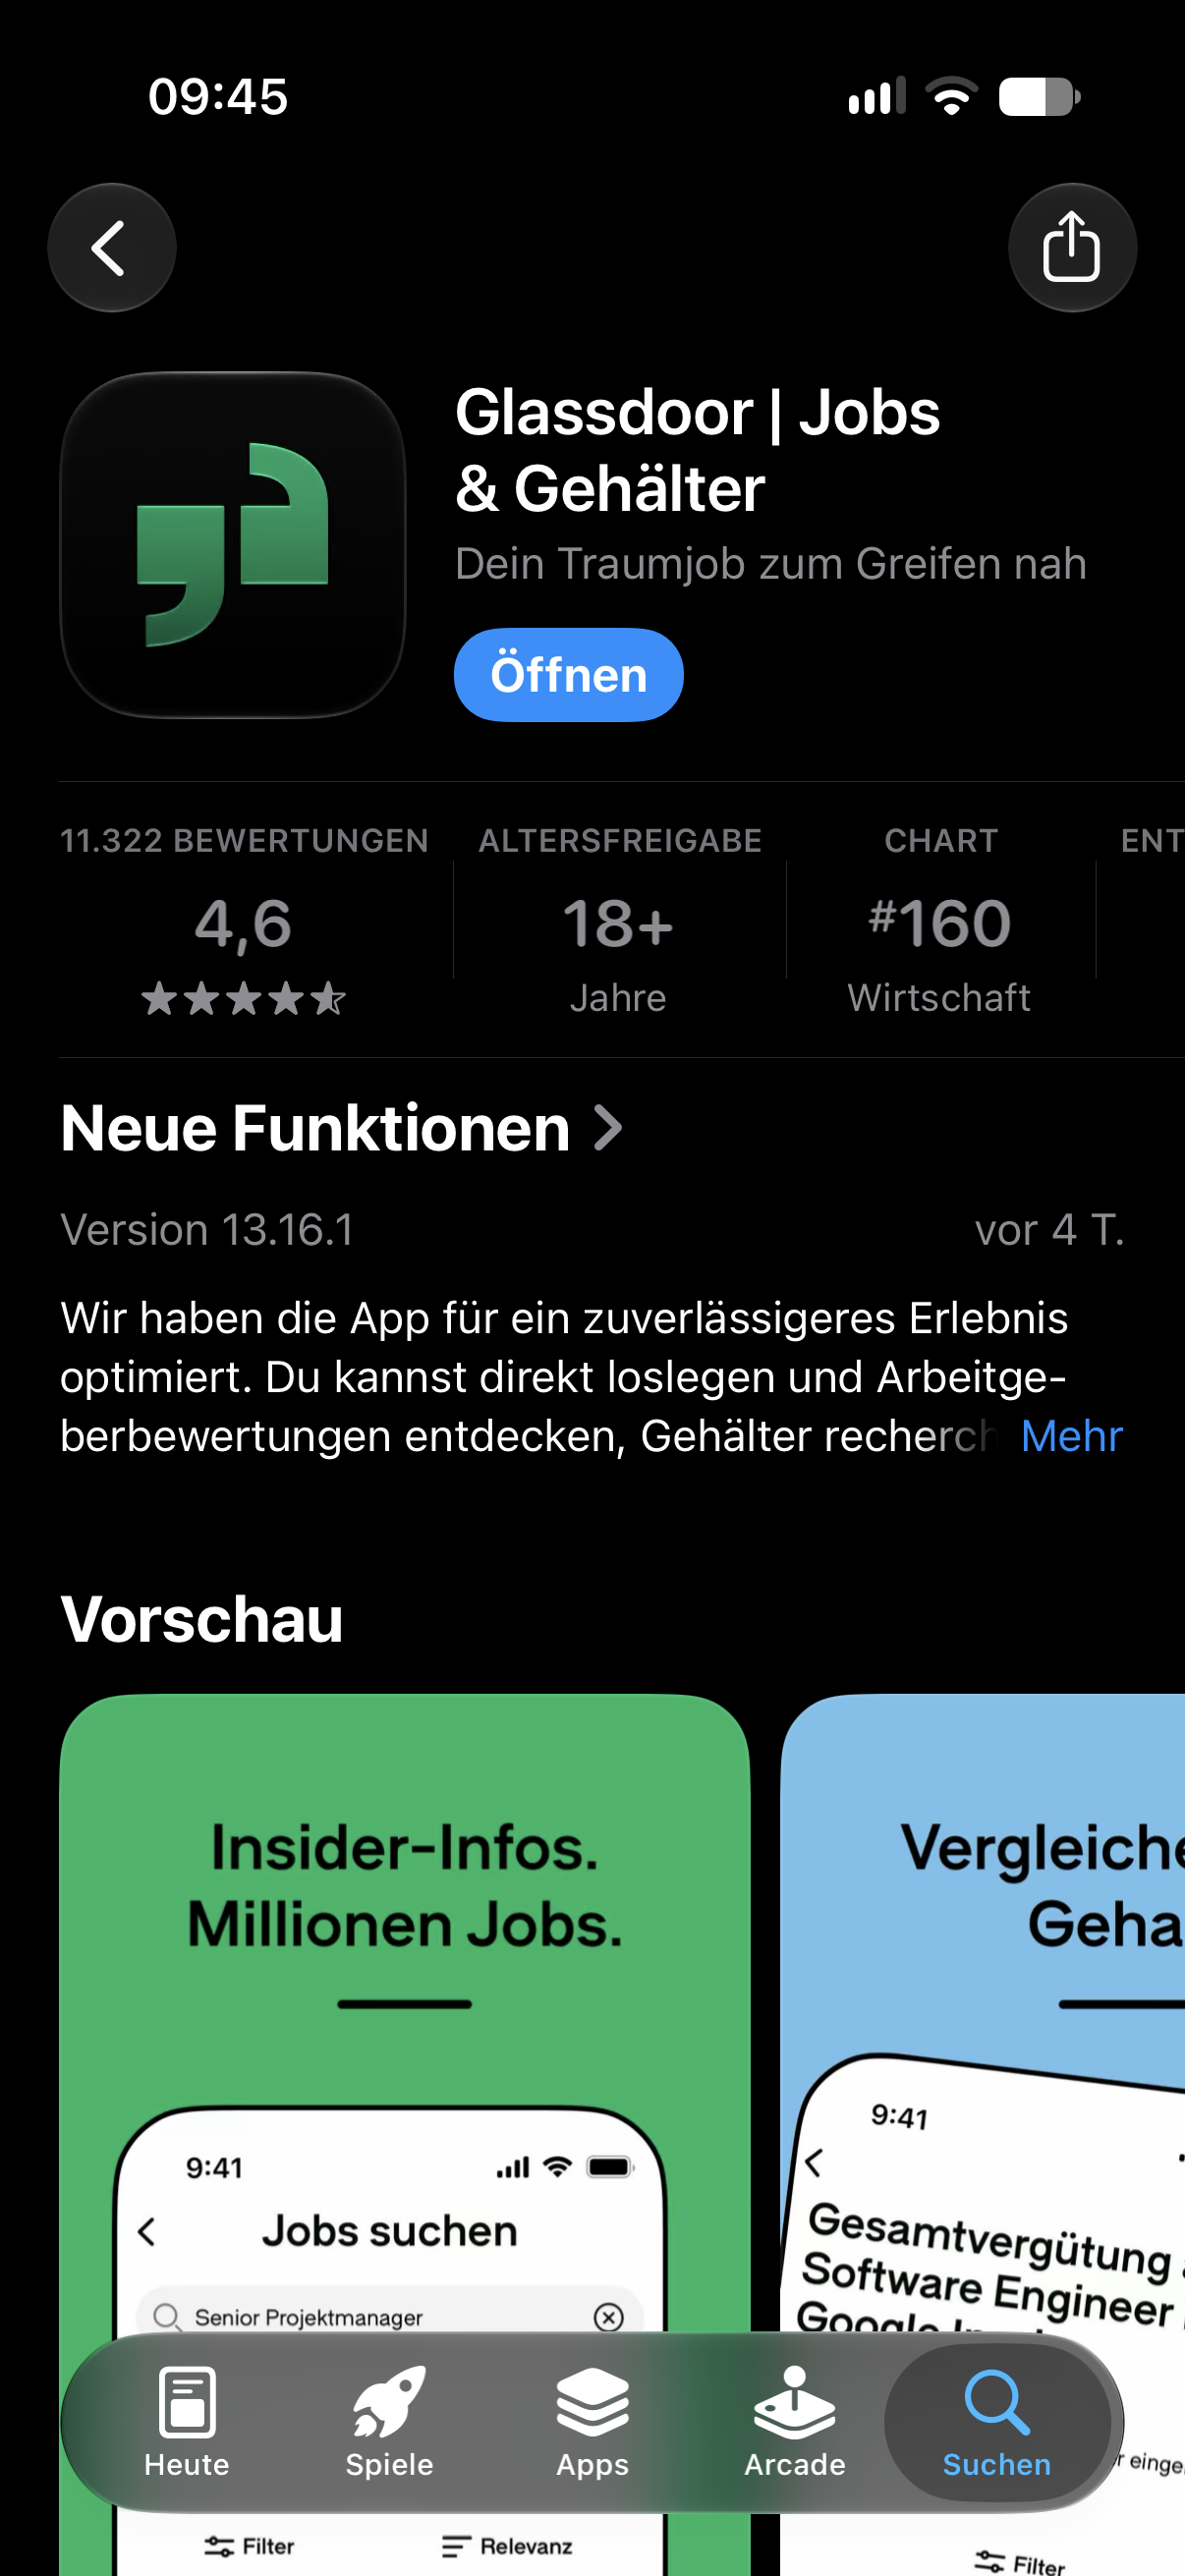 09:45
Glassdoor | Jobs
& Gehälter
Dein Traumjob zum Greifen nah
Öffnen
11.322 BEWERTUNGEN
4,6
ALTERSFREIGABE
18+
Jahre
CHART
#160
Wirtschaft
ENT
Neue Funktionen
Version 13.16.1
vor 4 T.
Wir haben die App für ein zuverlässigeres Erlebnis
optimiert. Du kannst direkt loslegen und Arbeitge-
berbewertungen entdecken, Gehälter recherch Mehr
Vorschau
Insider-Infos.
Millionen Jobs.
9:41
Jobs suchen
Senior Projektmanager
Filter
Relevanz
Vergleiche
Geha
9:41
Gesamtvergütung
Software Engineer
Google
r einge
Filter
Heute
Spiele
Apps
Arcade
Suchen